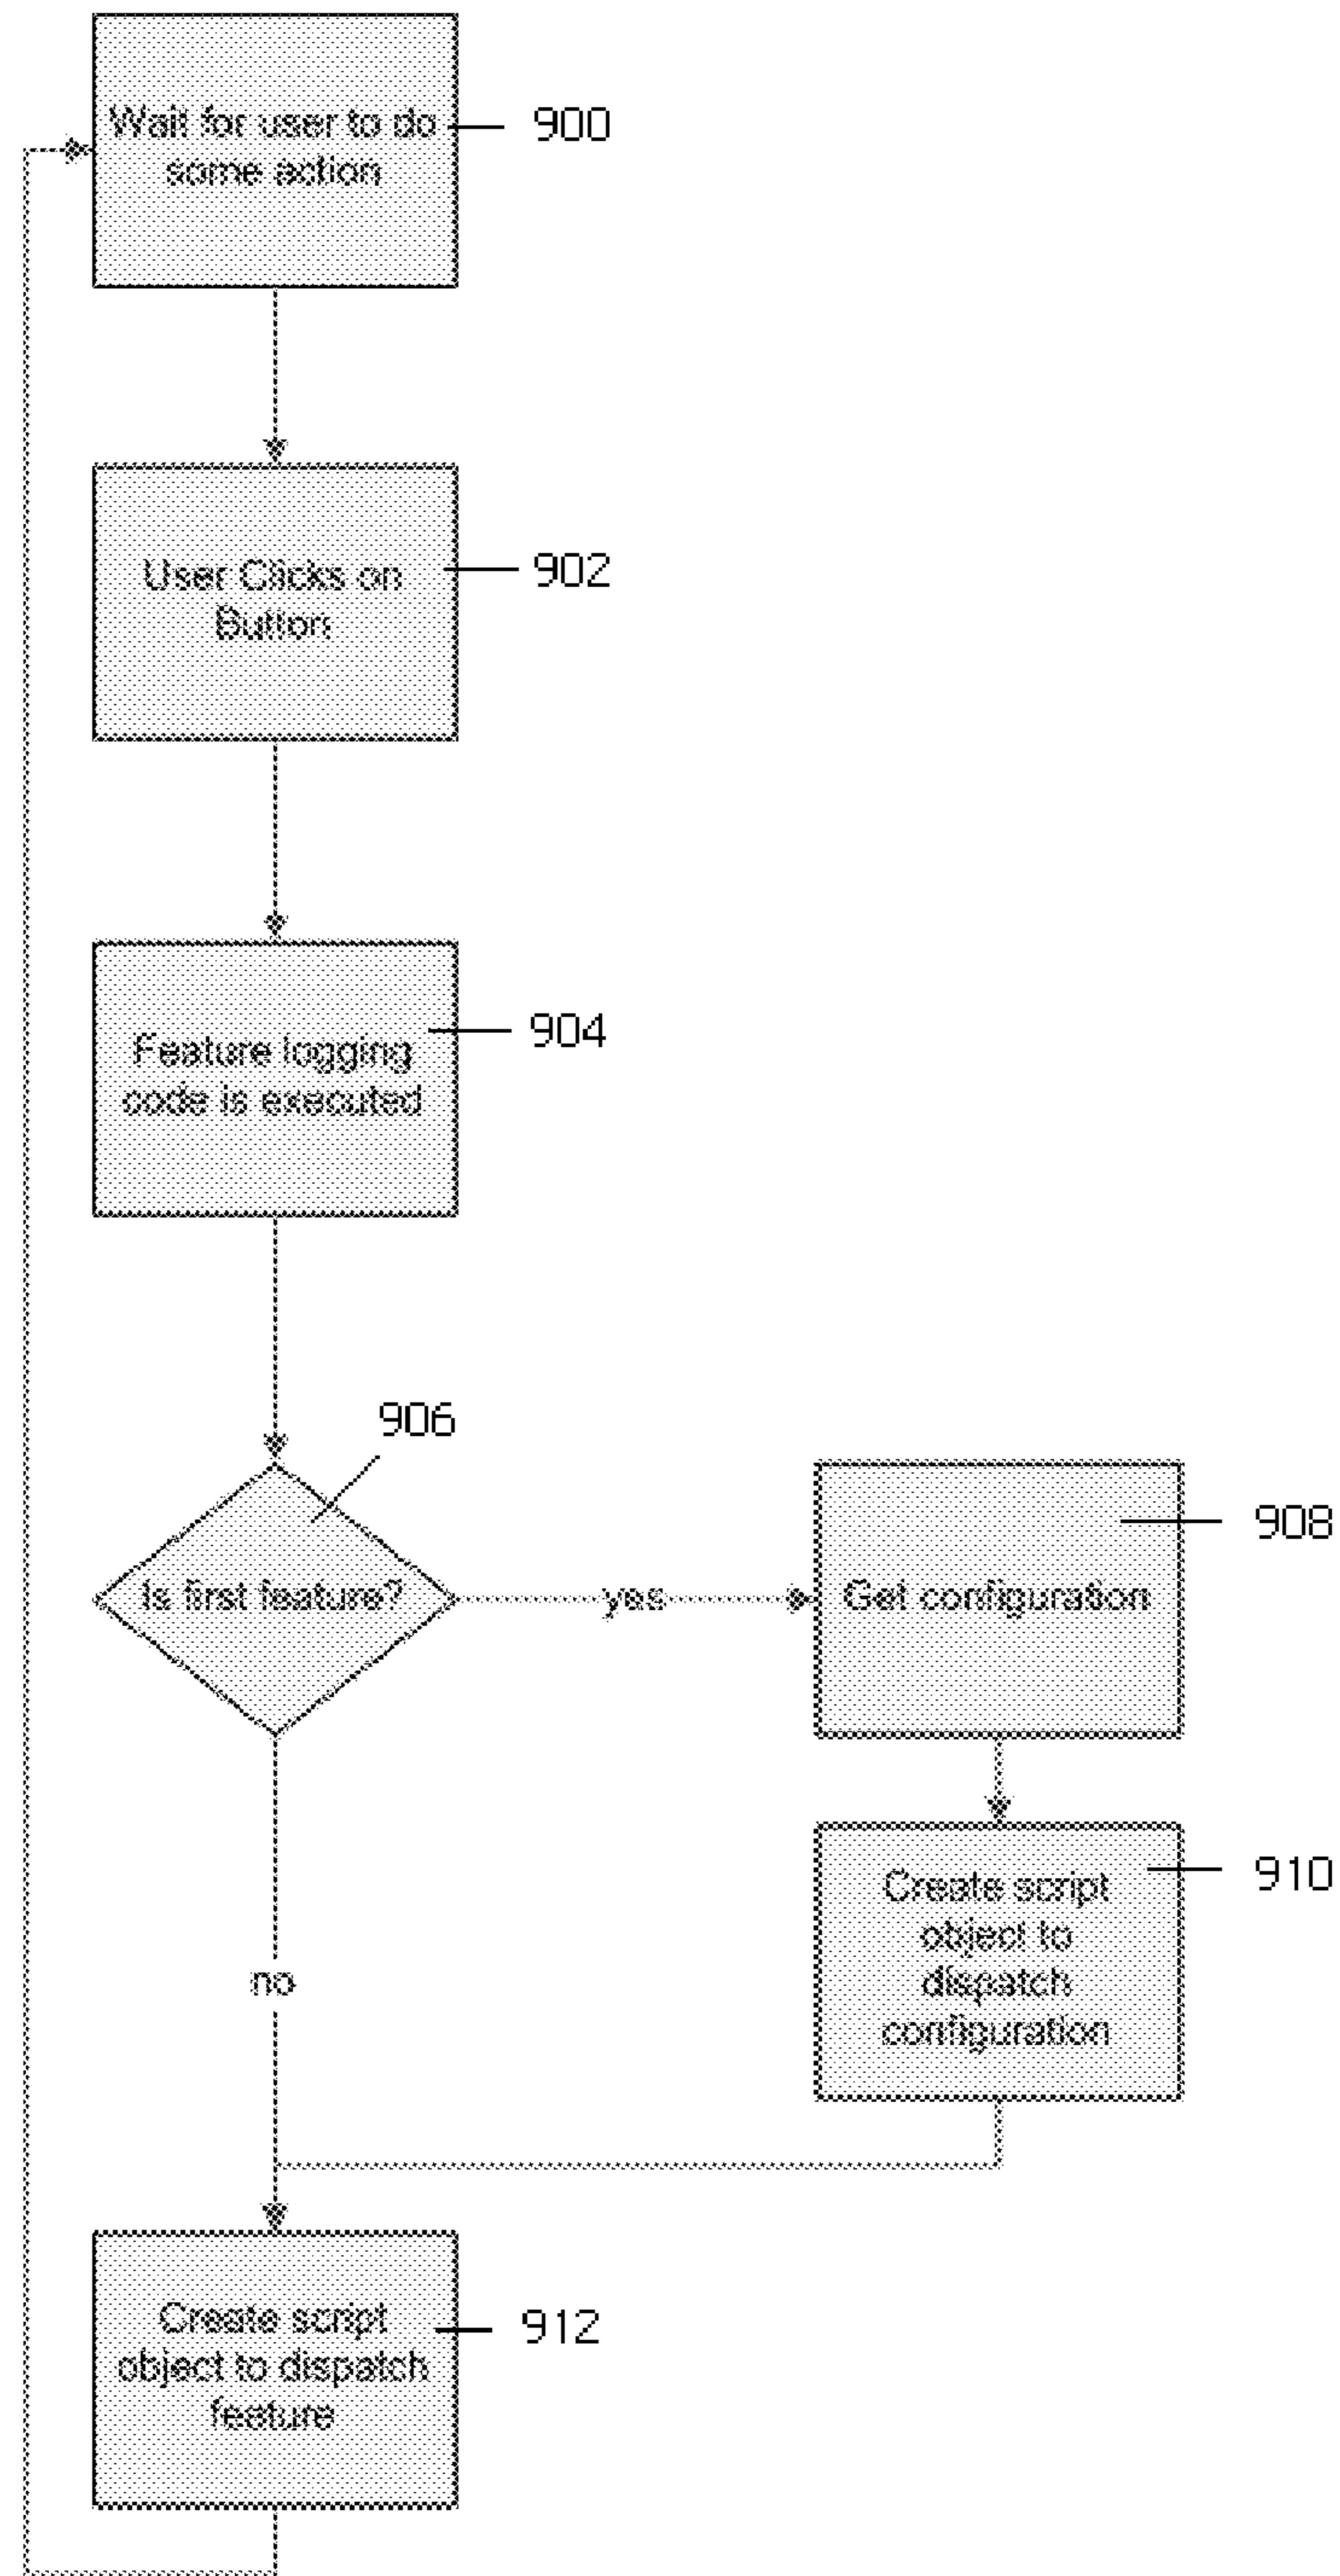 Wait for user to do
some action
900
User Clicks on
Button
902
Feature logging
code is executed
904
906
Is first feature?
yes
Get configuration
908
Create script
object to
dispatch
configuration
910
no
Create script
object to dispatch
feature
912